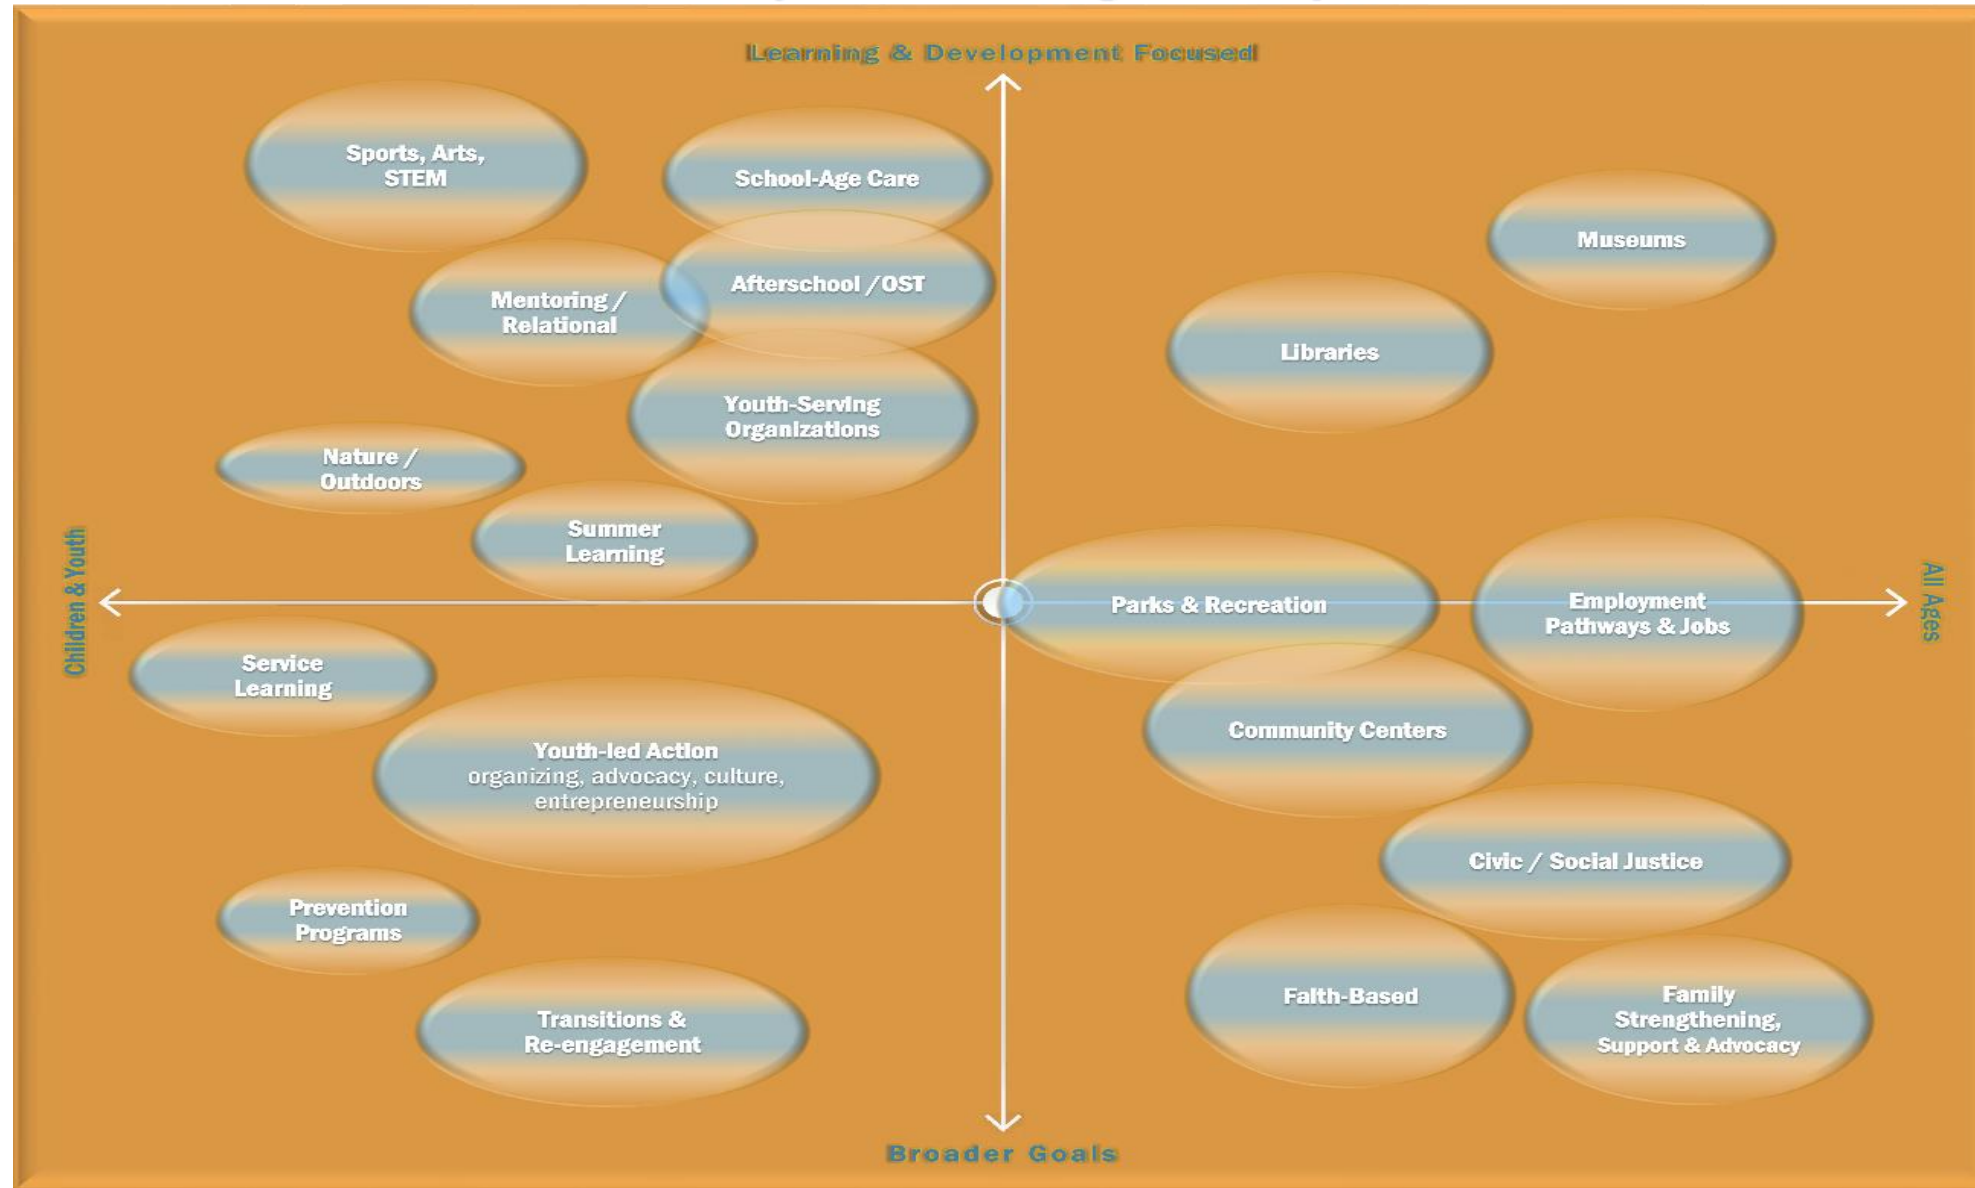 Learning & Development Focused
Sports, Arts,
STEM
School-Age Care
Museums
Mentoring /
Relational
Afterschool /OST
Libraries
Youth-Serving
Organizations
Nature /
Outdoors
Summer
Learning
Children & Youth
All Ages
Parks & Recreation
Employment
Pathways & Jobs
Service
Learning
Community Centers
Youth-led Action
organizing, advocacy, culture,
entrepreneurship
Civic / Social Justice
Prevention
Programs
Faith-Based
Family
Strengthening,
Support & Advocacy
Transitions &
Re-engagement
Broader Goals